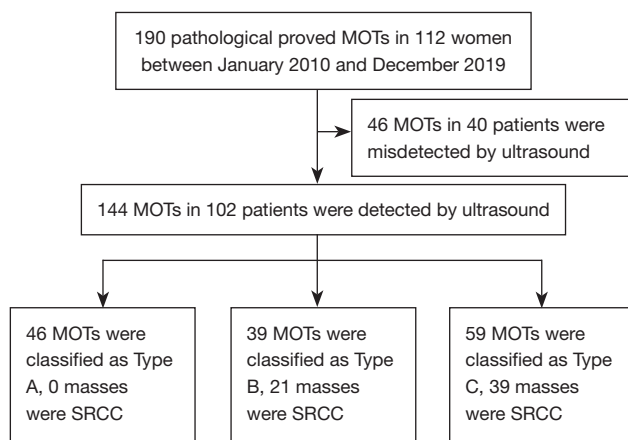 190 pathological proved MOTs in 112 women
between January 2010 and December 2019
46 MOTs in 40 patients were
misdetected by ultrasound
144 MOTs in 102 patients were detected by ultrasound
46 MOTs were
classified as Type
A, 0 masses
were SRCC
39 MOTs were
classified as Type
B, 21 masses
were SRCC
59 MOTs were
classified as Type
C, 39 masses
were SRCC